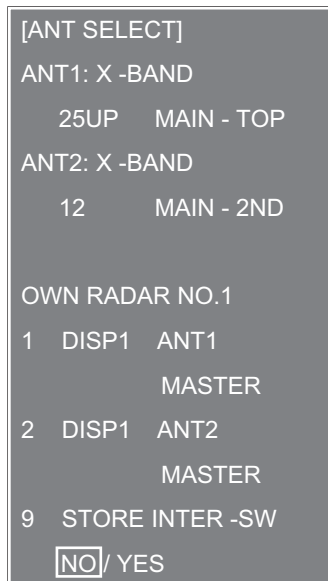 [ANT SELECT]
ANT1: X -BAND
25UP MAIN - TOP
ANT2: X -BAND
12 MAIN - 2ND
OWN RADAR NO.1
1 DISP1 ANT1
MASTER
2 DISP1 ANT2
MASTER
9 STORE INTER -SW
NO / YES